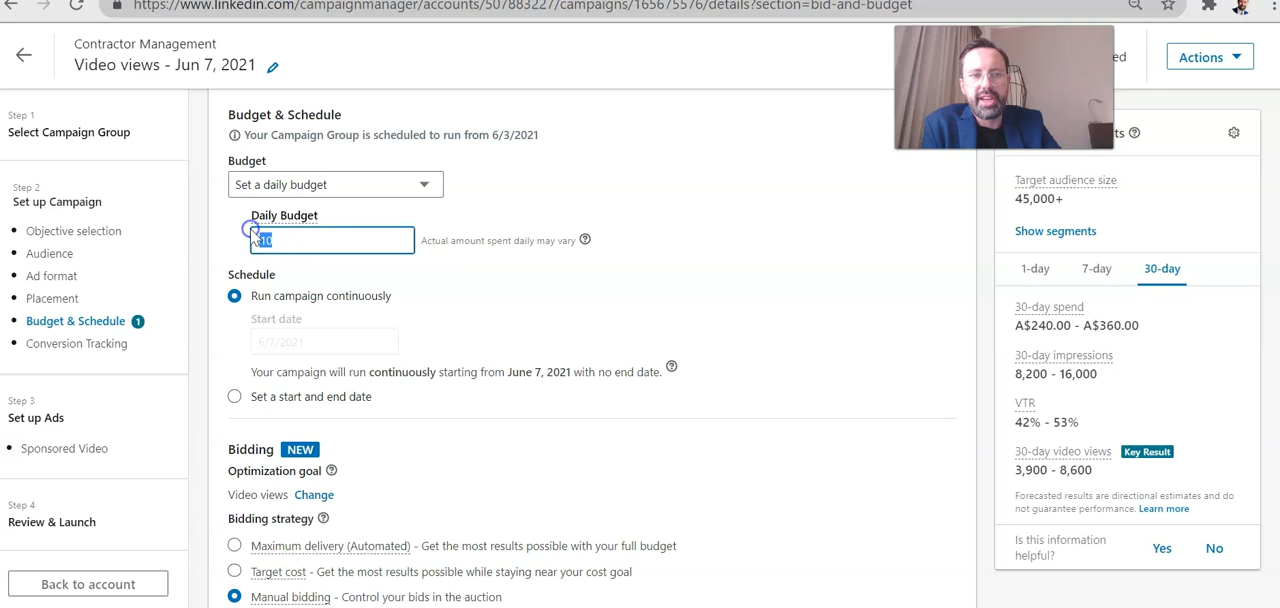 https://www.linkedin.com/campaignmanager/accounts/507883227/campaigns/165675576/details?section=bid-and-budget
Contractor Management
Video views - Jun 7, 2021
Actions
Step 1
Select Campaign Group
Step 2
Set up Campaign
Objective selection
Audience
Ad format
Placement
Budget & Schedule 1
Conversion Tracking
Step 3
Set up Ads
Sponsored Video
Step 4
Review & Launch
Back to account
Budget & Schedule
Your Campaign Group is scheduled to run from 6/3/2021
Budget
Set a daily budget
Daily Budget
10
Actual amount spent daily may vary
Schedule
Run campaign continuously
Start date
6/7/2021
Your campaign will run continuously starting from June 7, 2021 with no end date.
Set a start and end date
Bidding NEW
Optimization goal
Video views Change
Bidding strategy
Maximum delivery (Automated) - Get the most results possible with your full budget
Target cost - Get the most results possible while staying near your cost goal
Manual bidding - Control your bids in the auction
Target audience size
45,000+
Show segments
1-day 7-day 30-day
30-day spend
A$240.00 - A$360.00
30-day impressions
8,200 - 16,000
VTR
42% - 53%
30-day video views Key Result
3,900 - 8,600
Forecasted results are directional estimates and do
not guarantee performance. Learn more
Is this information
helpful?
Yes No